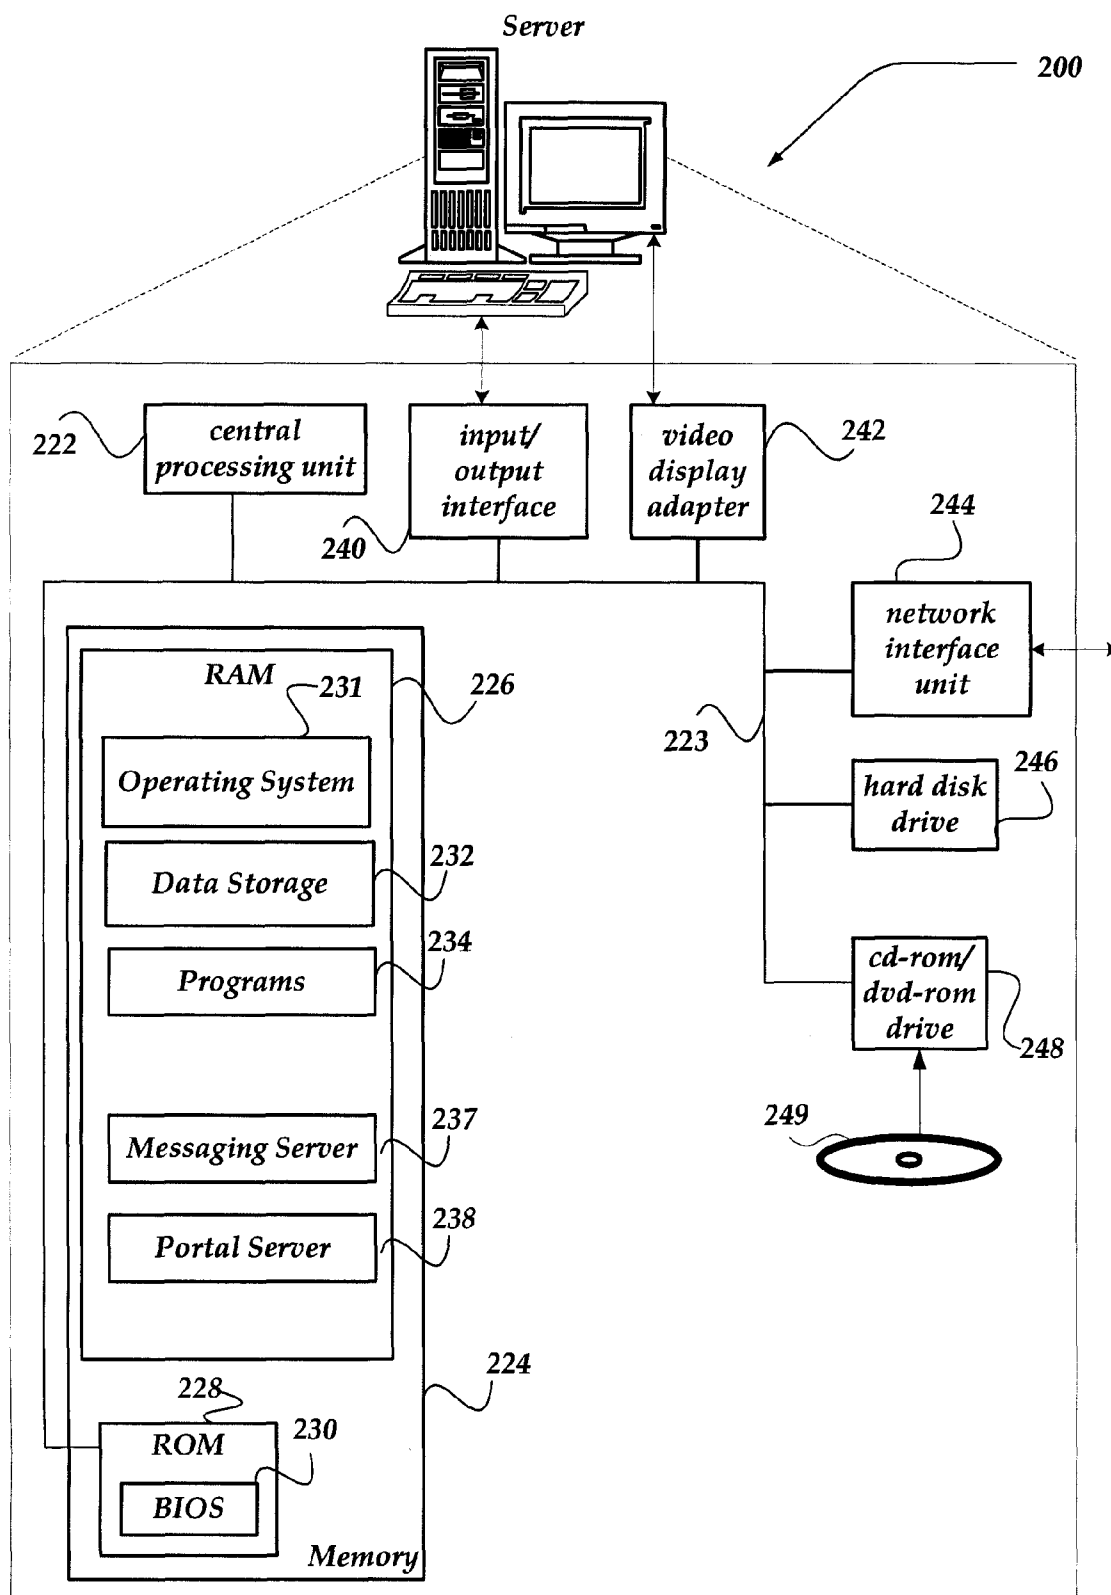 Server
200
222
central
processing unit
input/
output
interface
240
video
display
adapter
242
244
network
interface
unit
223
RAM
231
226
Operating System
hard disk
drive
246
Data Storage
232
Programs
234
cd-rom/
dvd-rom
drive
248
249
Messaging Server
237
Portal Server
238
224
228
ROM
230
BIOS
Memory